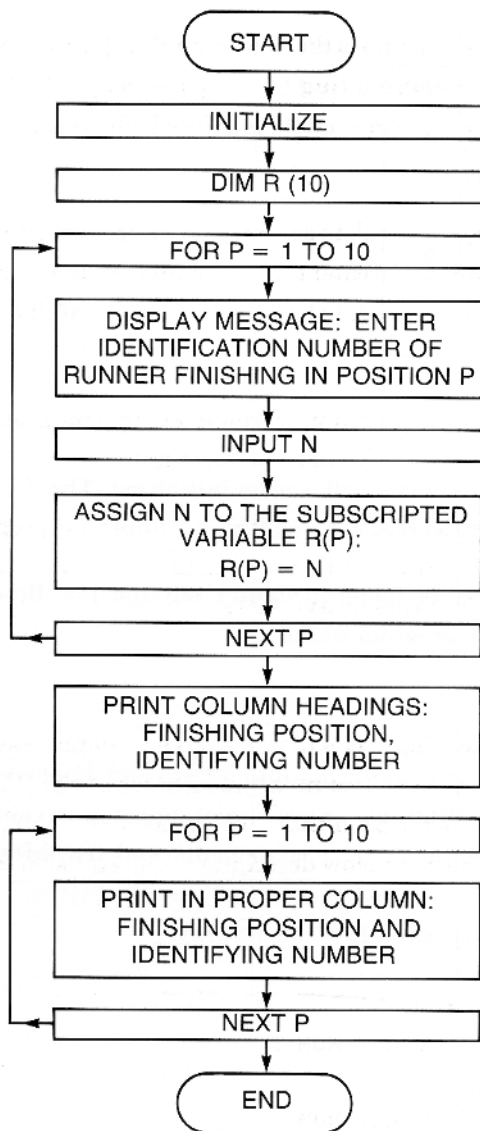 START
INITIALIZE
DIM R (10)
FOR P = 1 TO 10
DISPLAY MESSAGE: ENTER
IDENTIFICATION NUMBER OF
RUNNER FINISHING IN POSITION P
INPUT N
ASSIGN N TO THE SUBSCRIPTED
VARIABLE R(P):
R(P) = N
NEXT P
PRINT COLUMN HEADINGS:
FINISHING POSITION,
IDENTIFYING NUMBER
FOR P = 1 TO 10
PRINT IN PROPER COLUMN:
FINISHING POSITION AND
IDENTIFYING NUMBER
NEXT P
END